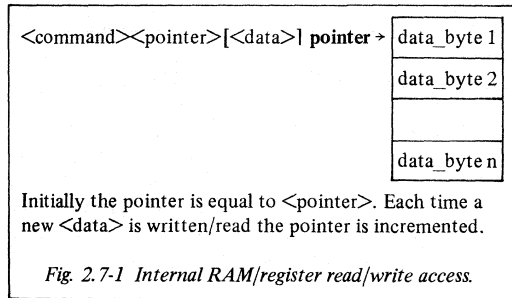 <command><pointer>[<data>] pointer → data_byte 1
data_byte 2
data_byte n
Initially the pointer is equal to <pointer>. Each time a
new <data> is written/read the pointer is incremented.
Fig. 2.7-1 Internal RAM/register read/write access.